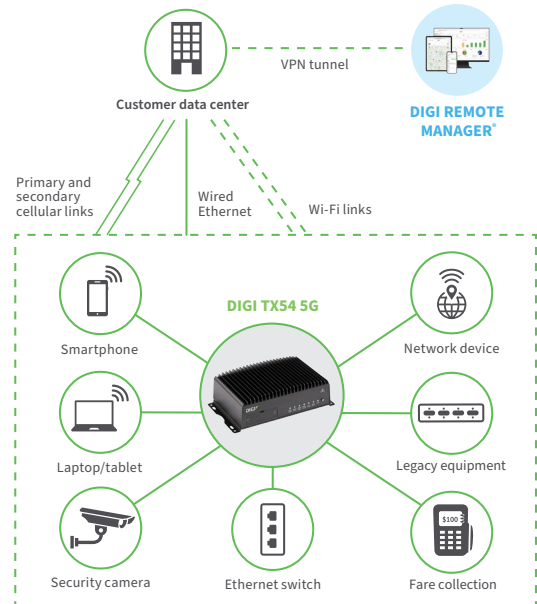 VPN tunnel
Customer data center
DIGI REMOTE
MANAGER®
Primary and
secondary
cellular links
Wired
Ethernet
Wi-Fi links
DIGI TX54 5G
Smartphone
Network device
DIGI
Laptop/tablet
Legacy equipment
$100
Security camera
Ethernet switch
Fare collection